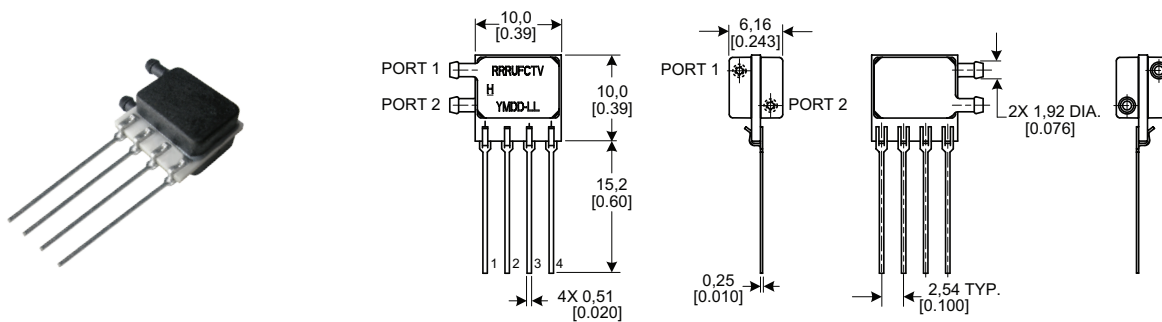 10,0
[0.39]
PORT 1
PORT 2
RRRUFCTV
H
YMDD-LL
10,0
[0.39]
15,2
[0.60]
1 2 3 4
4X 0,51
[0.020]
6,16
[0.243]
PORT 1
PORT 2
0,25
[0.010]
2X 1,92 DIA.
[0.076]
2,54 TYP.
[0.100]